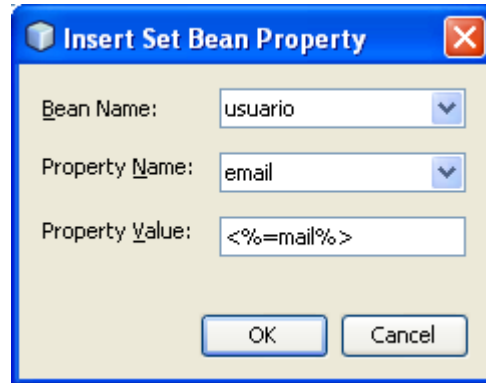 Insert Set Bean Property
Bean Name: usuario
Property Name: email
Property Value: <%=mail%>
OK Cancel